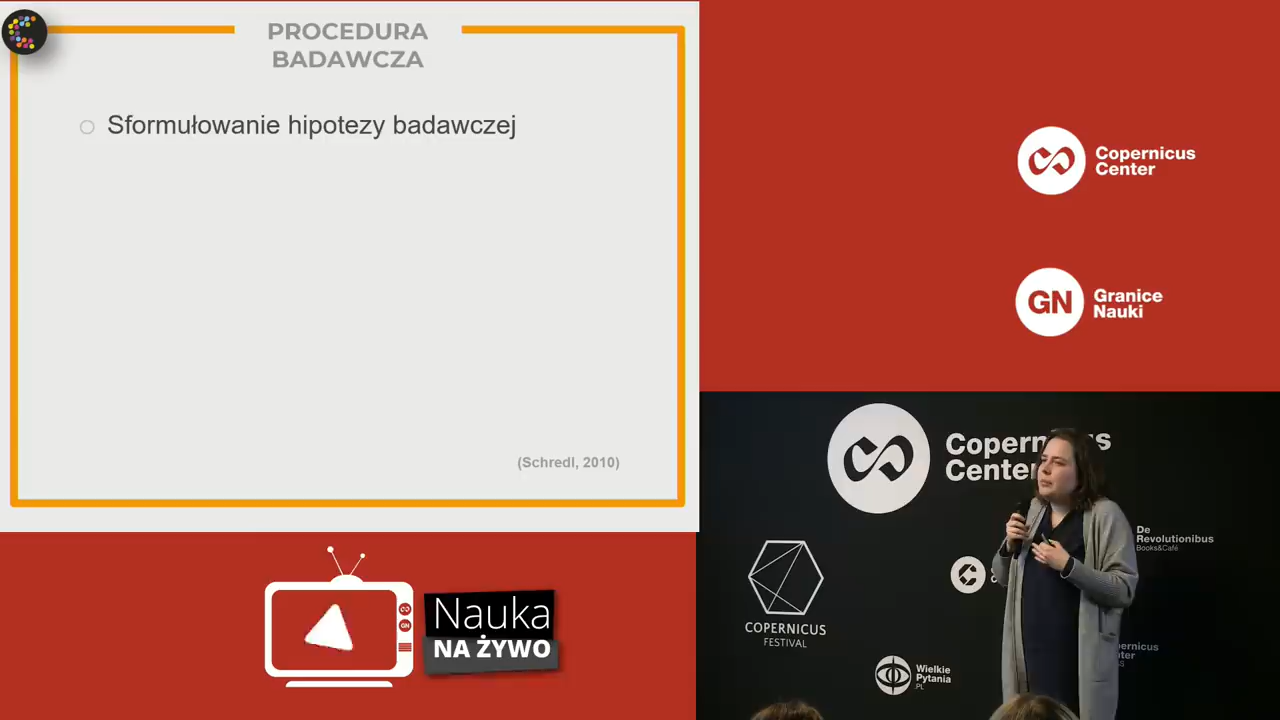 PROCEDURA
BADAWCZA
Sformułowanie hipotezy badawczej
(Schredl, 2010)
Copernicus
Center
GN
Granice
Nauki
Nauka
NA ŻYWO
Center
COPERNICUS
FESTIVAL
De
Revolutionibus
Books&Café
Wielkie
Pytania
.PL